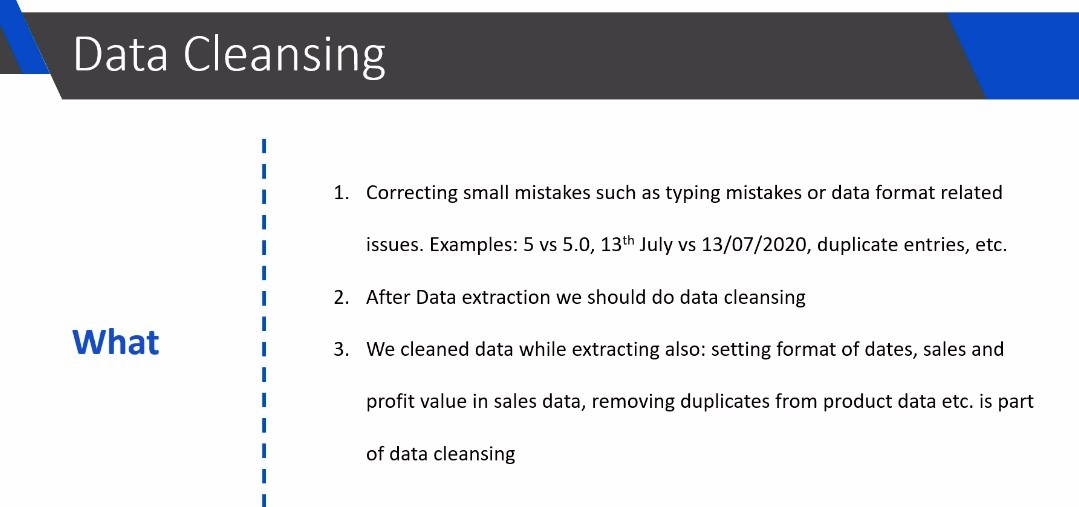 Data Cleansing
What
1. Correcting small mistakes such as typing mistakes or data format related
issues. Examples: 5 vs 5.0, 13th July vs 13/07/2020, duplicate entries, etc.
2. After Data extraction we should do data cleansing
3. We cleaned data while extracting also: setting format of dates, sales and
profit value in sales data, removing duplicates from product data etc. is part
of data cleansing